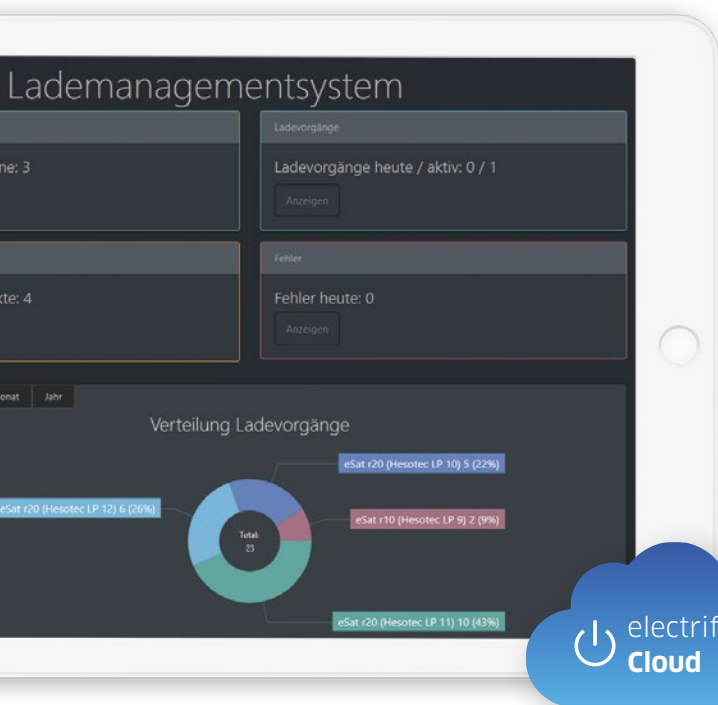 Lademanagementsystem
Ladevorgänge
ne: 3
Ladevorgänge heute / aktiv: 0 / 1
Anzeigen
Fehler
kte: 4
Fehler heute: 0
Anzeigen
onat Jahr
Verteilung Ladevorgänge
eSat r20 (Hesotec LP 10) 5 (22%)
eSat r20 (Hesotec LP 12) 6 (26%)
eSat r10 (Hesotec LP 9) 2 (9%)
Total:
23
eSat r20 (Hesotec LP 11) 10 (43%)
electrif
Cloud